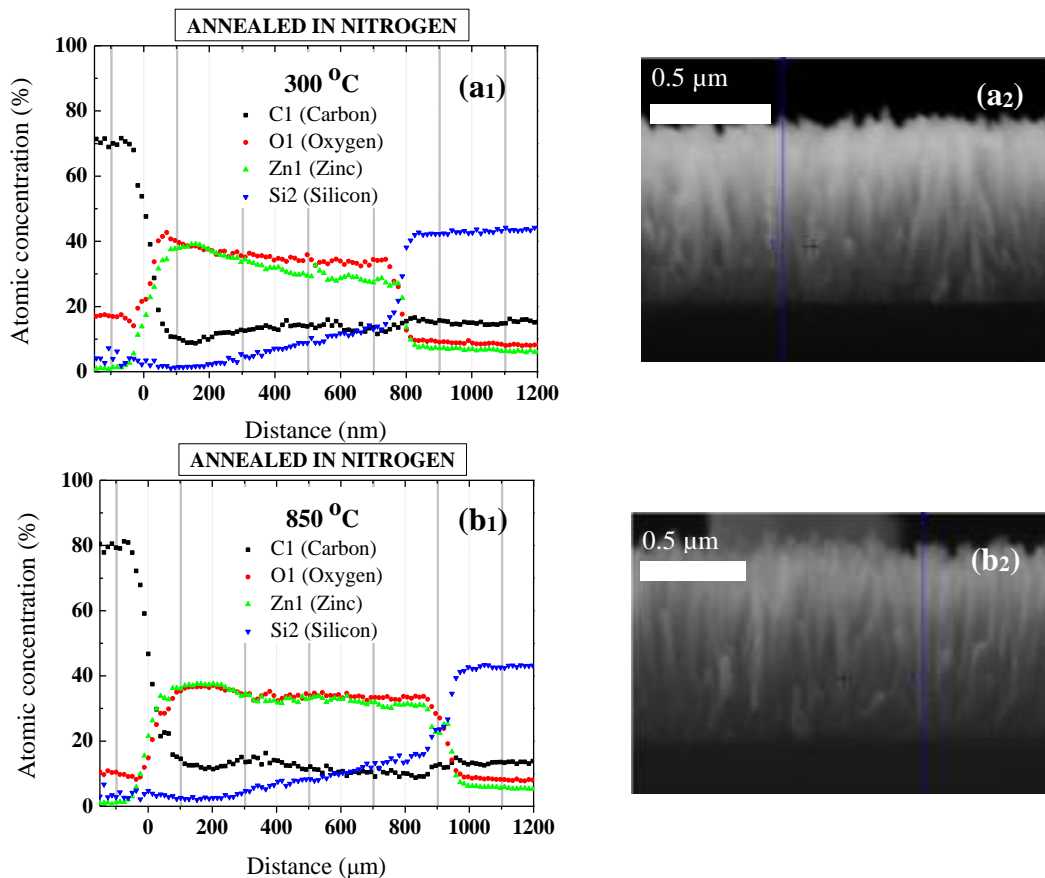 ANNEALED IN NITROGEN
100
80
60
40
20
0
Atomic concentration (%)
300 °C
(a1)
C1 (Carbon)
O1 (Oxygen)
Zn1 (Zinc)
Si2 (Silicon)
0 200 400 600 800 1000 1200
Distance (nm)
0.5 µm
(a2)
ANNEALED IN NITROGEN
100
80
60
40
20
0
Atomic concentration (%)
850 °C
(b1)
C1 (Carbon)
O1 (Oxygen)
Zn1 (Zinc)
Si2 (Silicon)
0 200 400 600 800 1000 1200
Distance (µm)
0.5 µm
(b2)